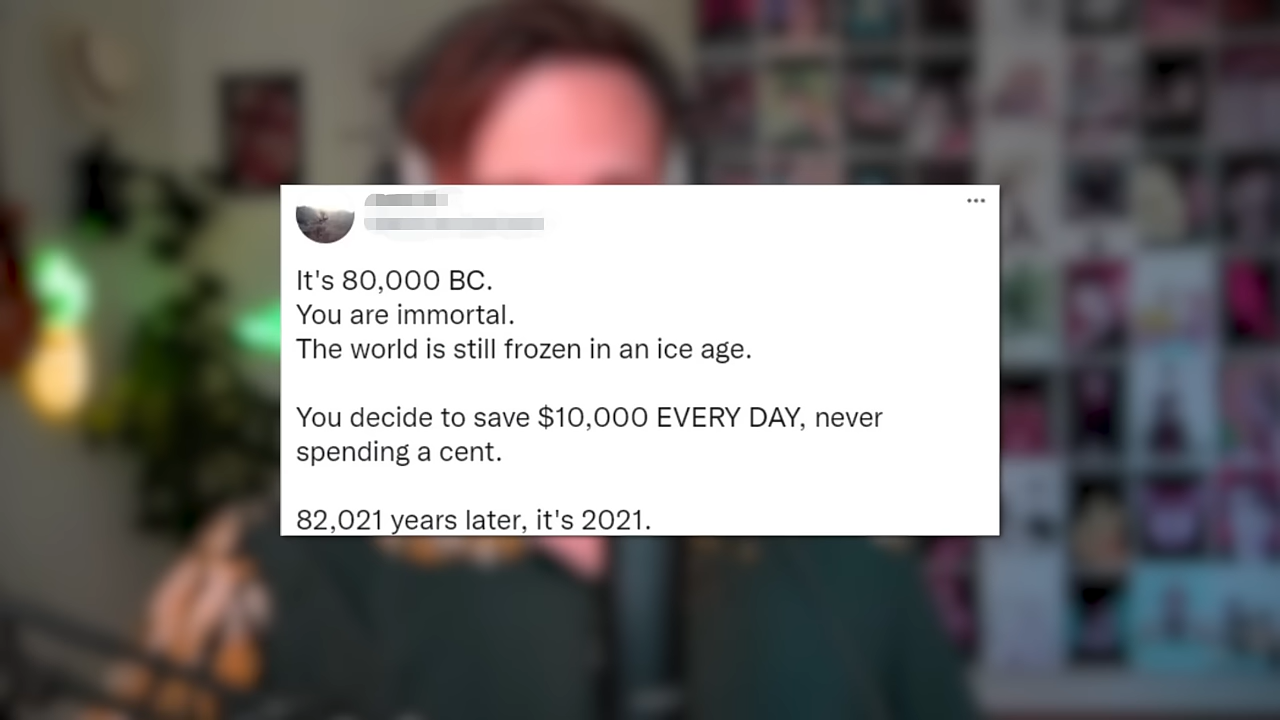 It's 80,000 BC.
You are immortal.
The world is still frozen in an ice age.
You decide to save $10,000 EVERY DAY, never
spending a cent.
82,021 years later, it's 2021.